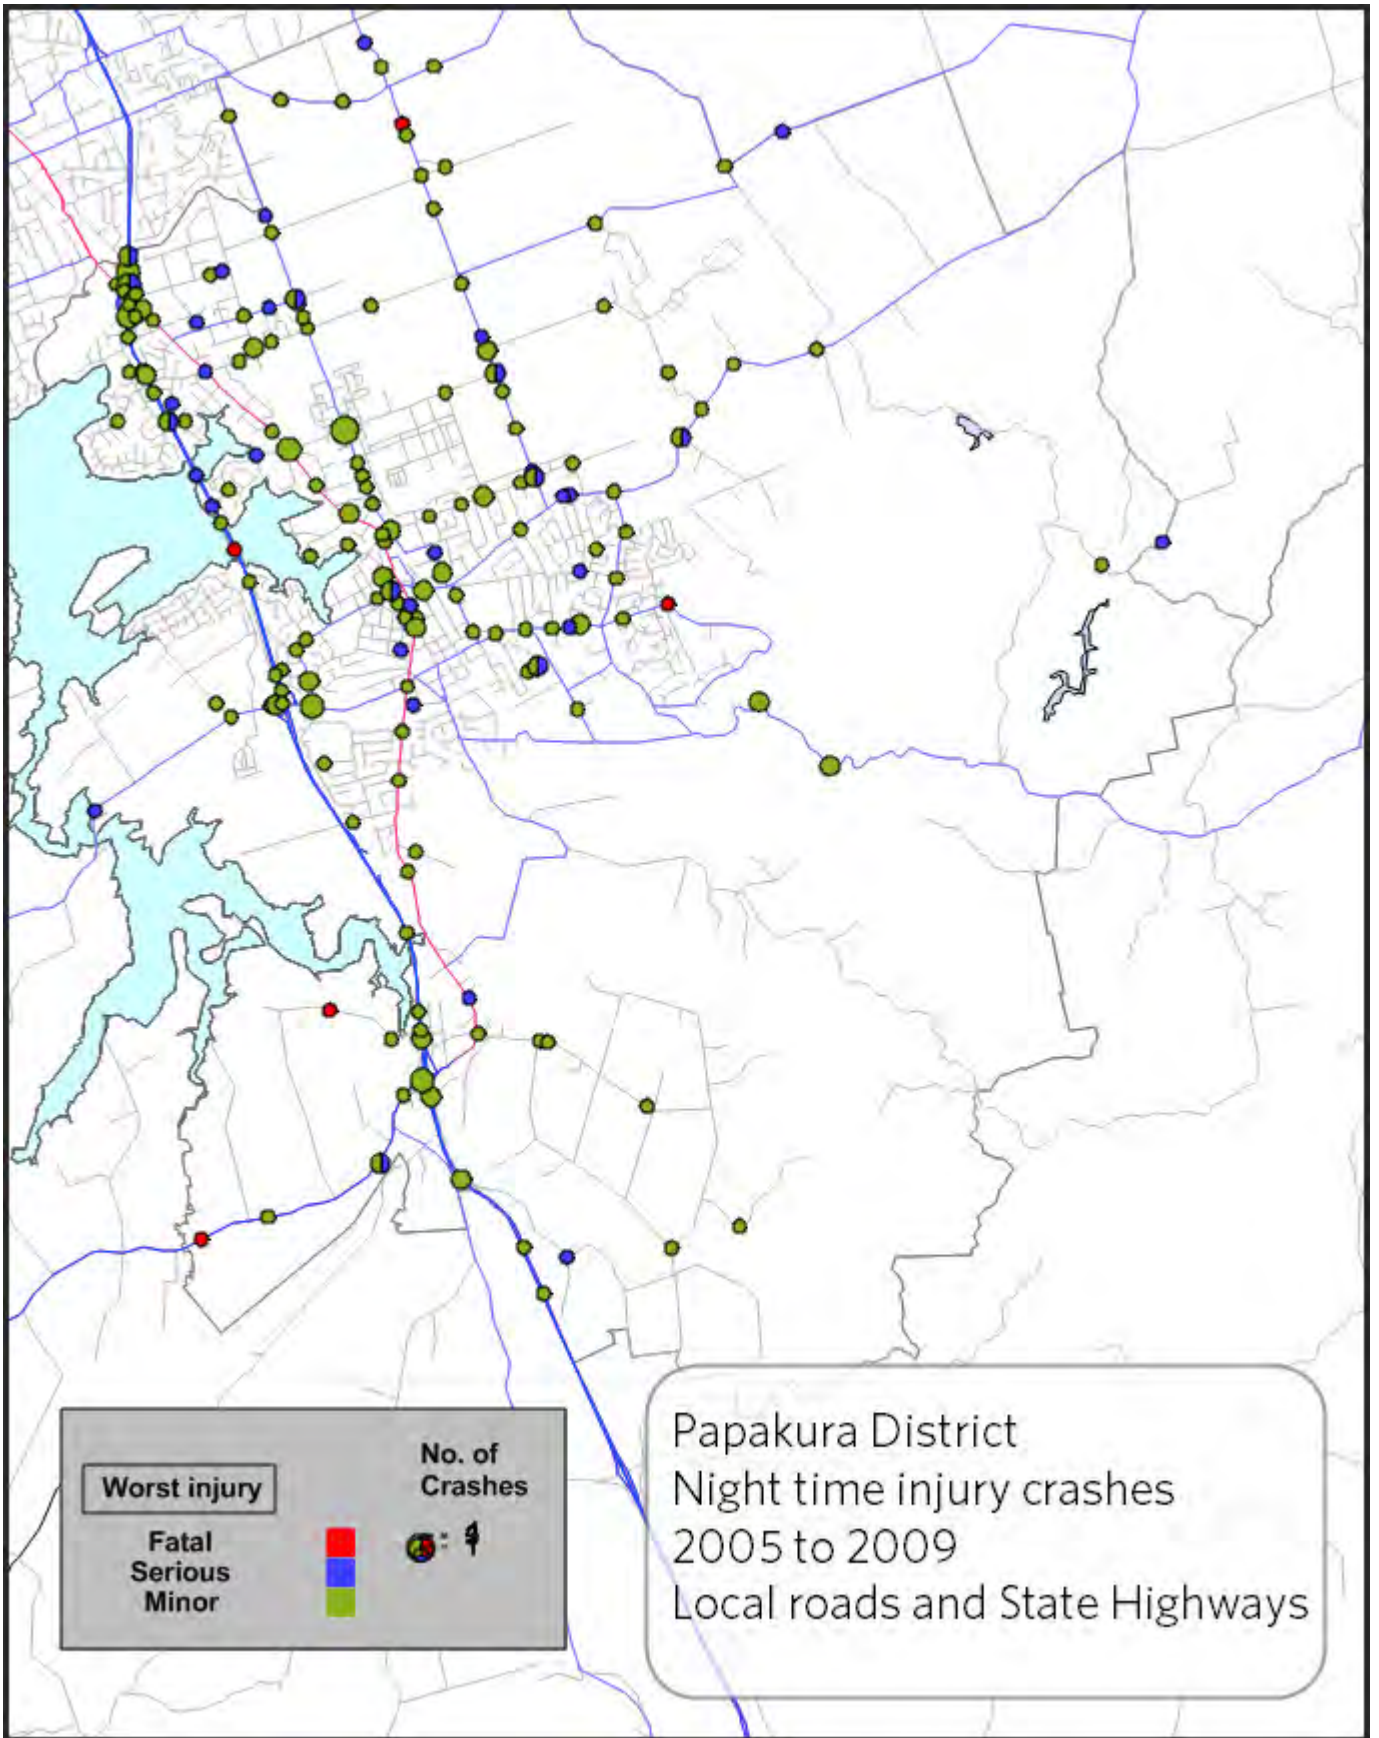 No. of
Crashes
Worst injury
Fatal
Serious
Minor
Papakura District
Night time injury crashes
2005 to 2009
Local roads and State Highways